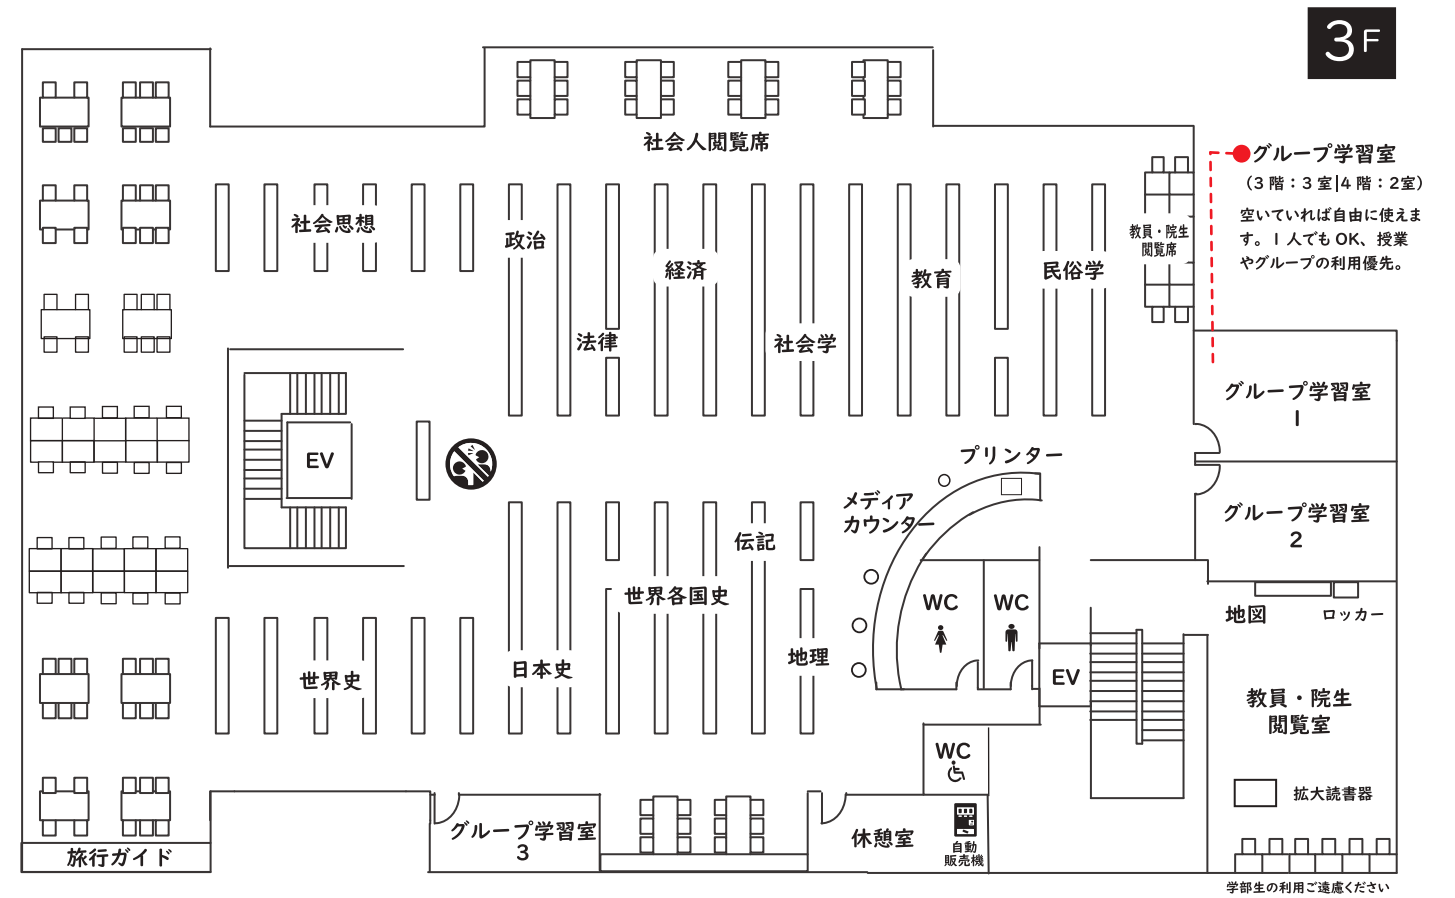 3F
社会人閲覧席
グループ学習室
（3 階：3 室|4 階：2室）
空いていれば自由に使えま
す。1 人でも OK、授業
やグループの利用優先。
社会思想
政治
経済
法律
社会学
教育
民俗学
教員・院生
閲覧席
グループ学習室
1
EV
プリンター
メディア
カウンター
グループ学習室
2
伝記
世界各国史
WC
WC
地図
ロッカー
世界史
日本史
地理
EV
教員・院生
閲覧室
WC
拡大読書器
グループ学習室
3
休憩室
自動
販売機
旅行ガイド
学部生の利用ご遠慮ください